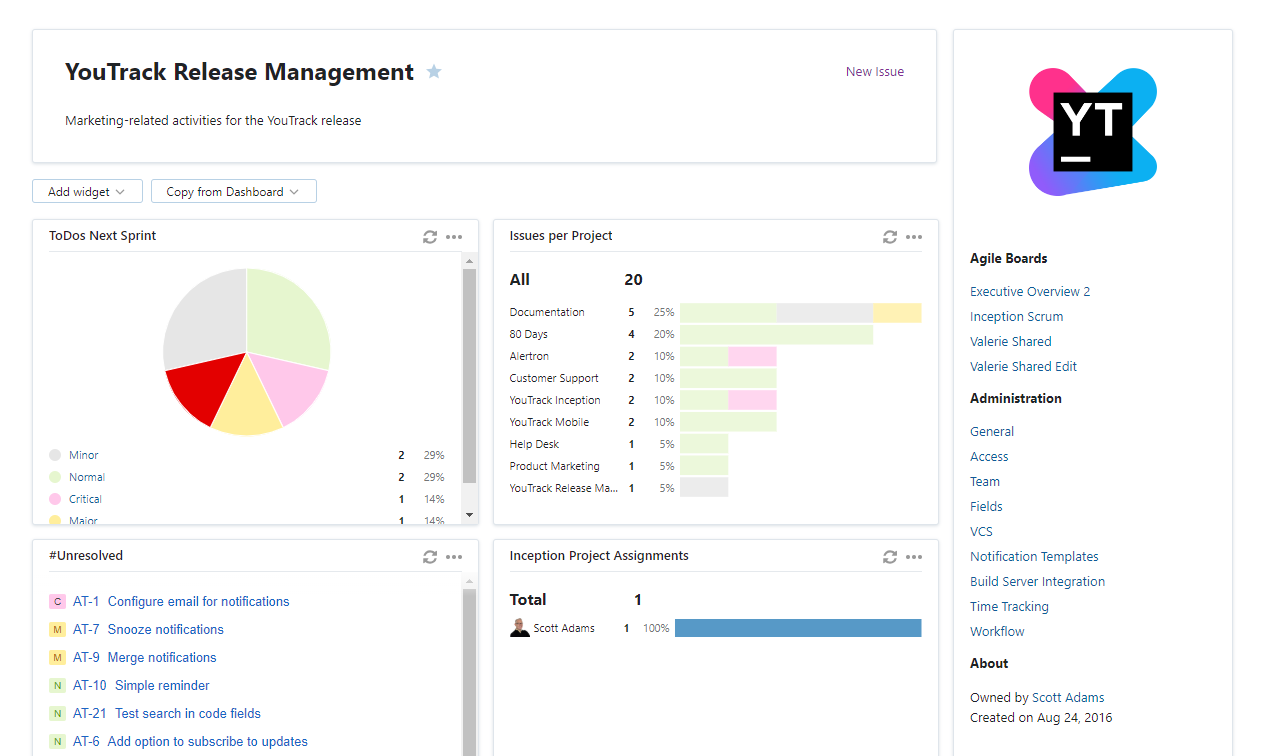 YouTrack Release Management
New Issue
Marketing-related activities for the YouTrack release
Add widget
Copy from Dashboard
ToDos Next Sprint
Minor 2 29%
Normal 2 29%
Critical 1 14%
Major 1 14%
Issues per Project
All 20
Documentation 5 25%
80 Days 4 20%
Alertron 2 10%
Customer Support 2 10%
YouTrack Inception 2 10%
YouTrack Mobile 2 10%
Help Desk 1 5%
Product Marketing 1 5%
YouTrack Release Ma... 1 5%
#Unresolved
C AT-1 Configure email for notifications
M AT-7 Snooze notifications
M AT-9 Merge notifications
N AT-10 Simple reminder
N AT-21 Test search in code fields
N AT-6 Add option to subscribe to updates
Inception Project Assignments
Total 1
Scott Adams 1 100%
YT
Agile Boards
Executive Overview 2
Inception Scrum
Valerie Shared
Valerie Shared Edit
Administration
General
Access
Team
Fields
VCS
Notification Templates
Build Server Integration
Time Tracking
Workflow
About
Owned by Scott Adams
Created on Aug 24, 2016